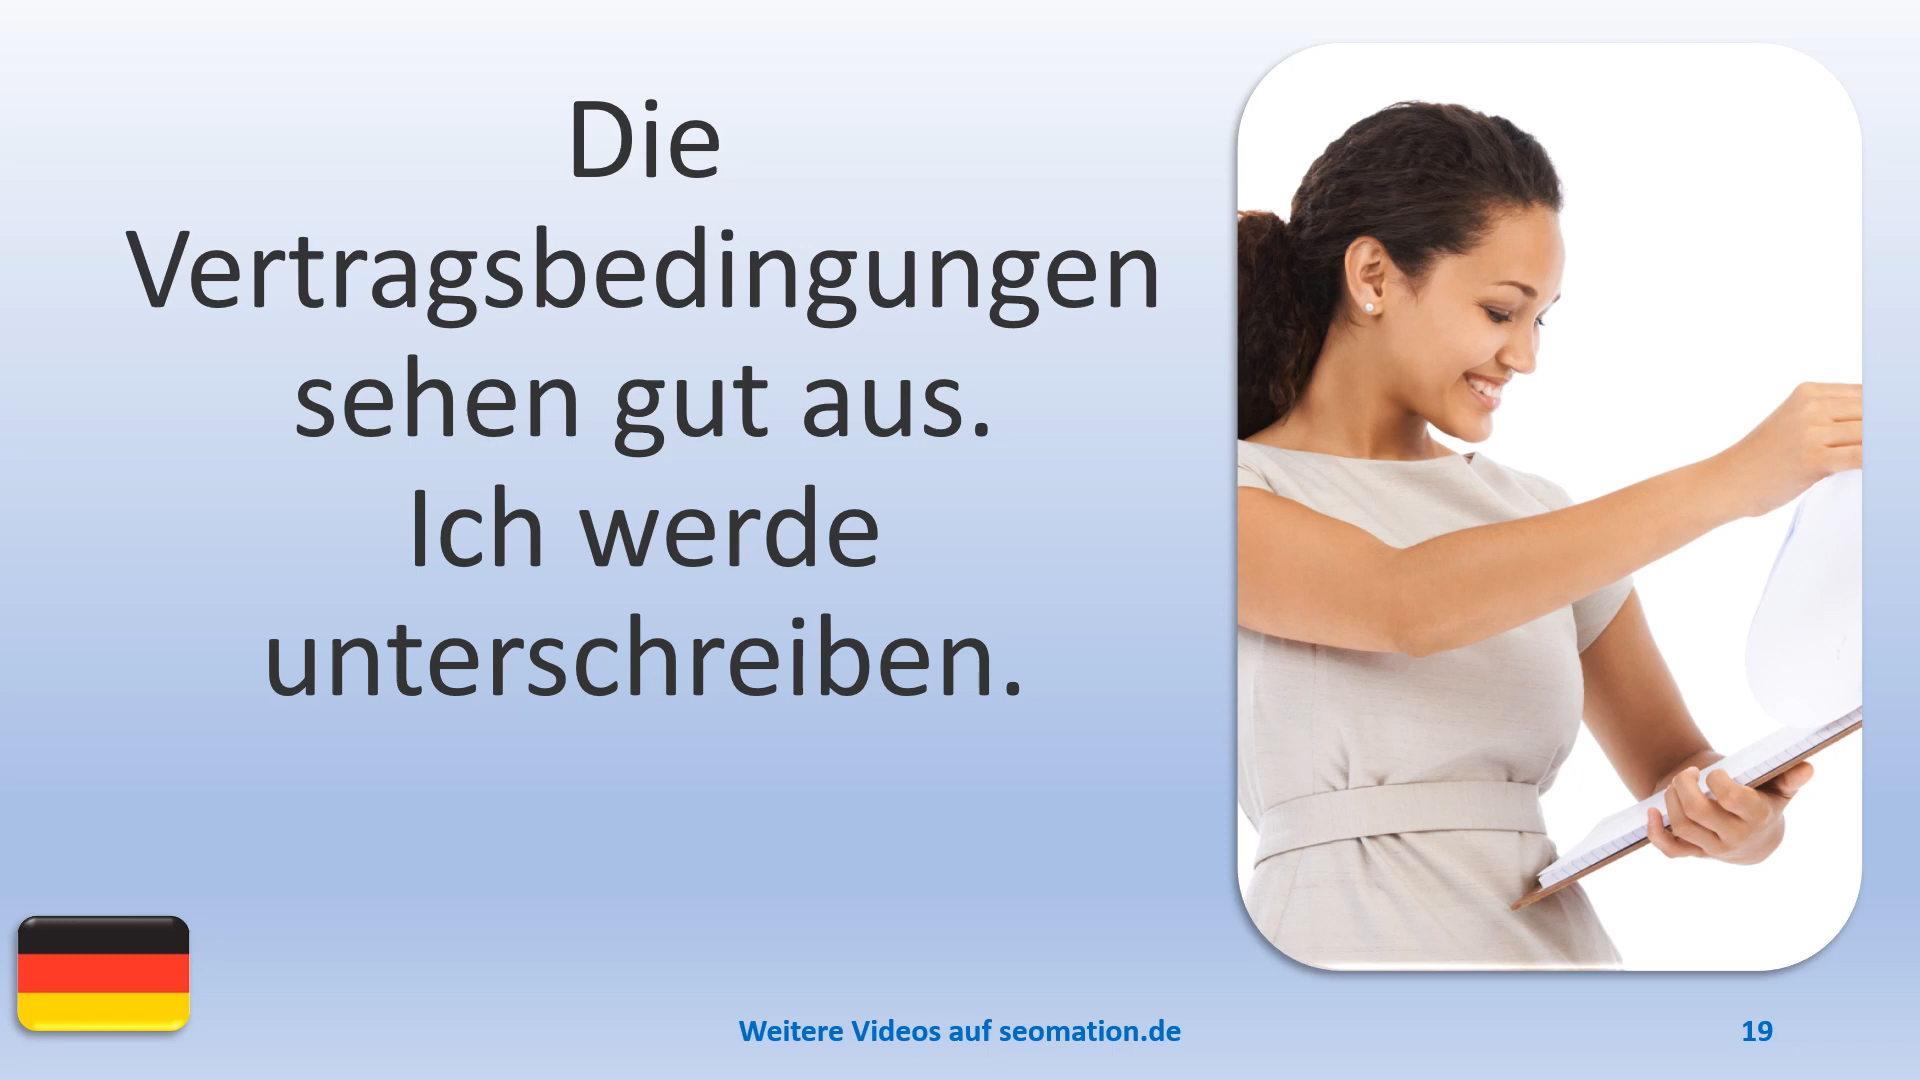 Die
Vertragsbedingungen
sehen gut aus.
Ich werde
unterschreiben.
Weitere Videos auf seomation.de
19